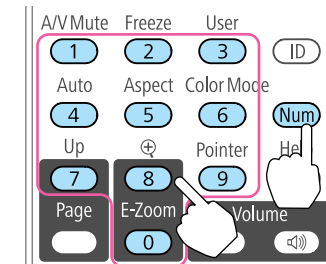 A/V Mute Freeze User
1 2 3 ID
Auto Aspect Color Mode
4 5 6 Num
Up Pointer
7 8 9
Page E-Zoom Volume
0